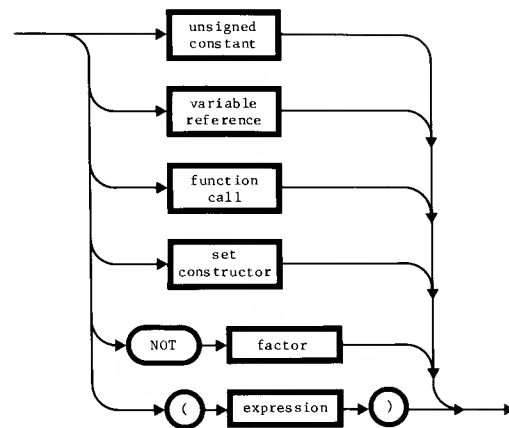 unsigned
constant
variable
reference
function
call
set
constructor
NOT factor
( expression )